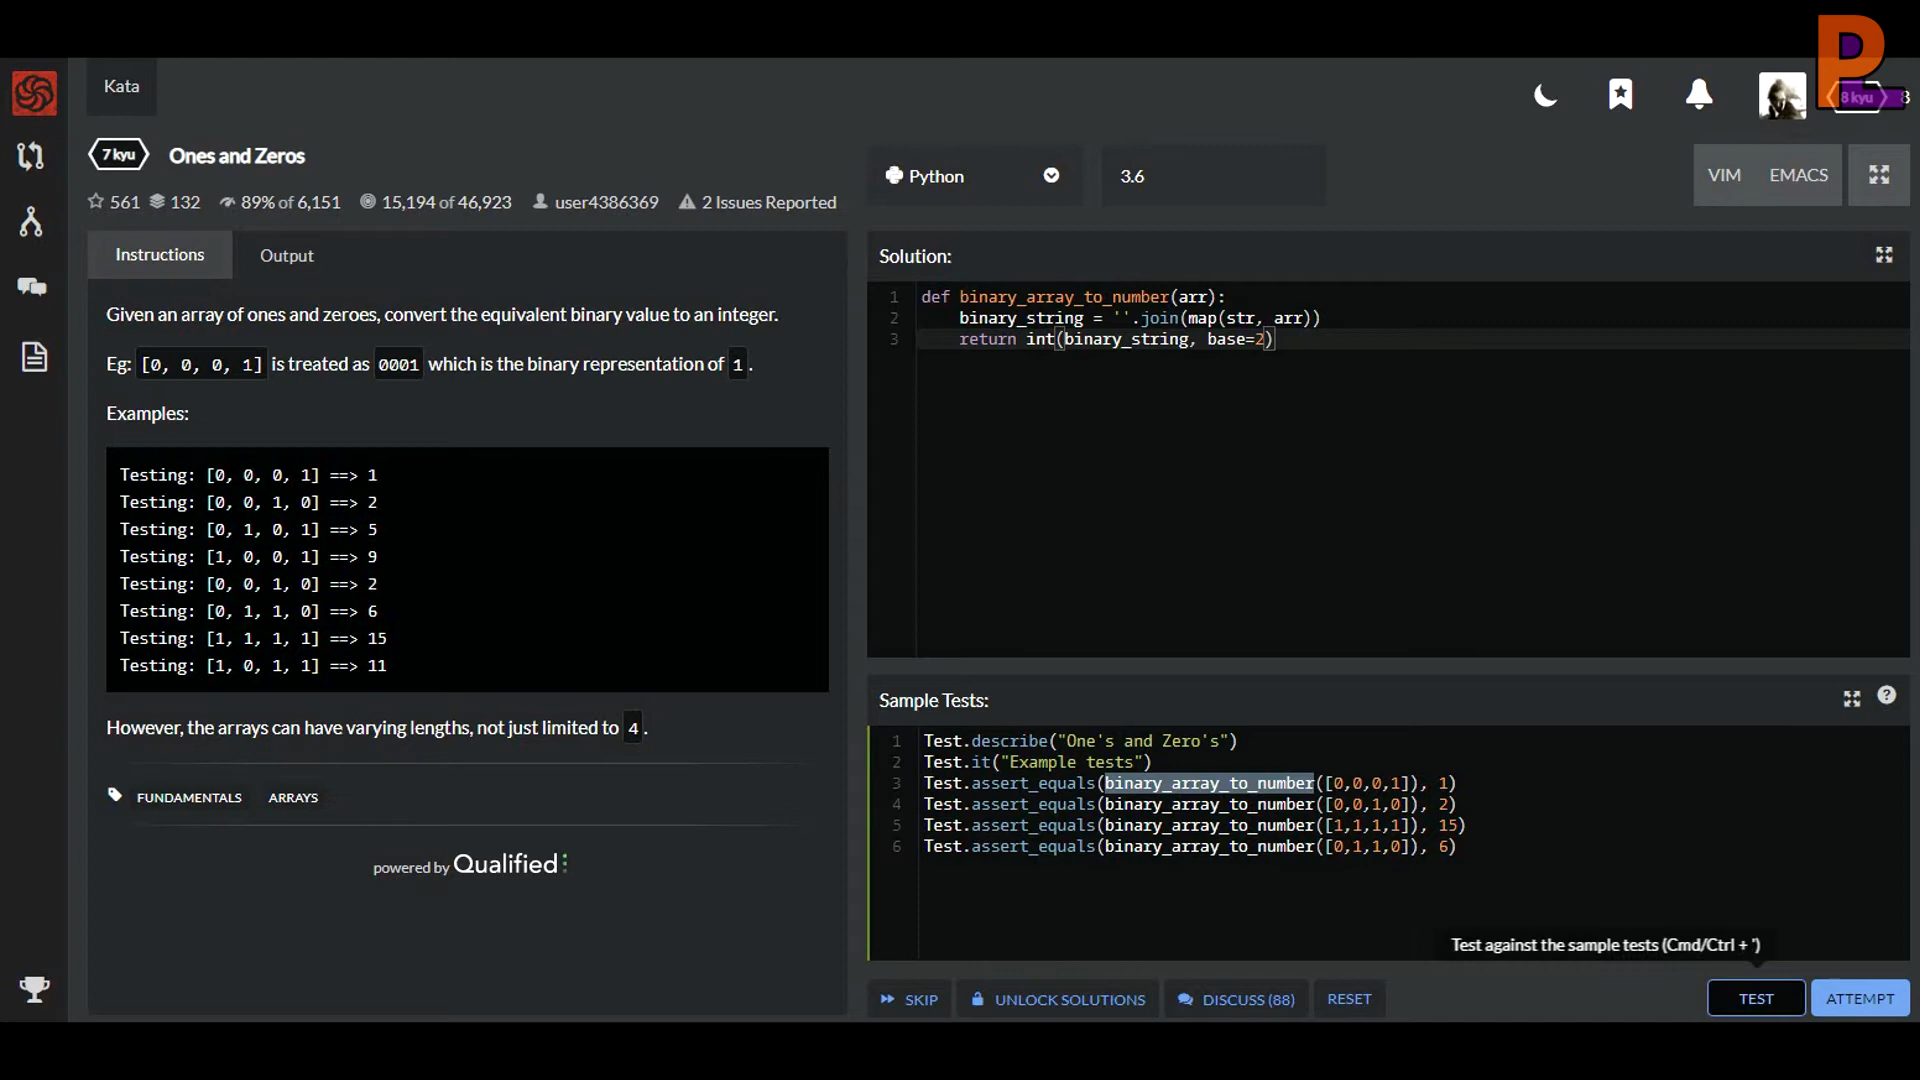 Kata
8 kyu
8
7 kyu
Ones and Zeros
561 132 89% of 6,151 15,194 of 46,923 user4386369 2 Issues Reported
Python
3.6
VIM
EMACS
Instructions
Output
Given an array of ones and zeroes, convert the equivalent binary value to an integer.
Eg: [0, 0, 0, 1] is treated as 0001 which is the binary representation of 1.
Examples:
Testing: [0, 0, 0, 1] ==> 1
Testing: [0, 0, 1, 0] ==> 2
Testing: [0, 1, 0, 1] ==> 5
Testing: [1, 0, 0, 1] ==> 9
Testing: [0, 0, 1, 0] ==> 2
Testing: [0, 1, 1, 0] ==> 6
Testing: [1, 1, 1, 1] ==> 15
Testing: [1, 0, 1, 1] ==> 11
However, the arrays can have varying lengths, not just limited to 4.
FUNDAMENTALS ARRAYS
powered by Qualified
Solution:
1 def binary_array_to_number(arr):
2 binary_string = ''.join(map(str, arr))
3 return int(binary_string, base=2)
Sample Tests:
1 Test.describe("One's and Zero's")
2 Test.it("Example tests")
3 Test.assert_equals(binary_array_to_number([0,0,0,1]), 1)
4 Test.assert_equals(binary_array_to_number([0,0,1,0]), 2)
5 Test.assert_equals(binary_array_to_number([1,1,1,1]), 15)
6 Test.assert_equals(binary_array_to_number([0,1,1,0]), 6)
Test against the sample tests (Cmd/Ctrl + ')
SKIP
UNLOCK SOLUTIONS
DISCUSS (88)
RESET
TEST
ATTEMPT